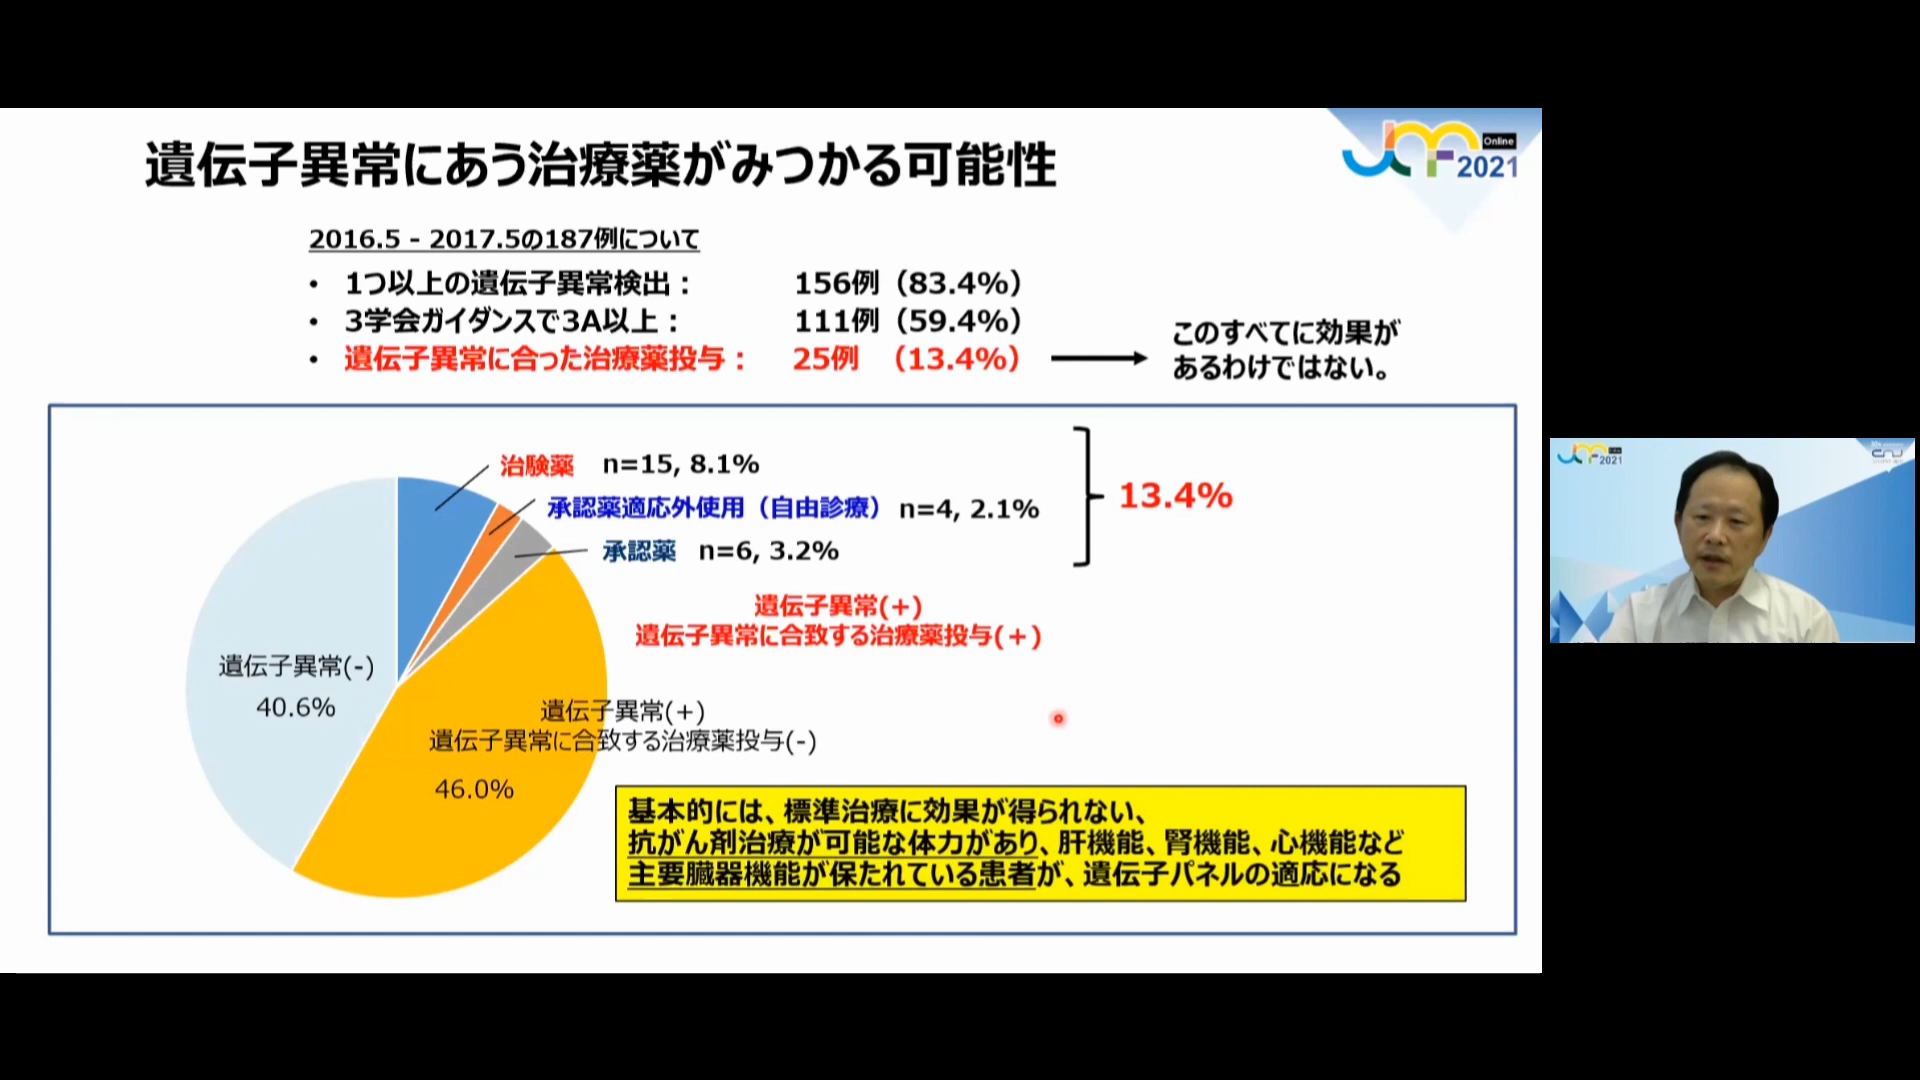 遺伝子異常にあう治療薬がみつかる可能性
Online
2021
2016.5 - 2017.5の187例について
• 1つ以上の遺伝子異常検出： 156例（83.4%）
• 3学会ガイダンスで3A以上： 111例（59.4%）
• 遺伝子異常に合った治療薬投与： 25例 （13.4%）
このすべてに効果が
あるわけではない。
治験薬 n=15, 8.1%
承認薬適応外使用（自由診療） n=4, 2.1%
承認薬 n=6, 3.2%
13.4%
遺伝子異常(+)
遺伝子異常に合致する治療薬投与(+)
遺伝子異常(-)
40.6%
遺伝子異常(+)
遺伝子異常に合致する治療薬投与(-)
46.0%
基本的には、標準治療に効果が得られない、
抗がん剤治療が可能な体力があり、肝機能、腎機能、心機能など
主要臓器機能が保たれている患者が、遺伝子パネルの適応になる
2021